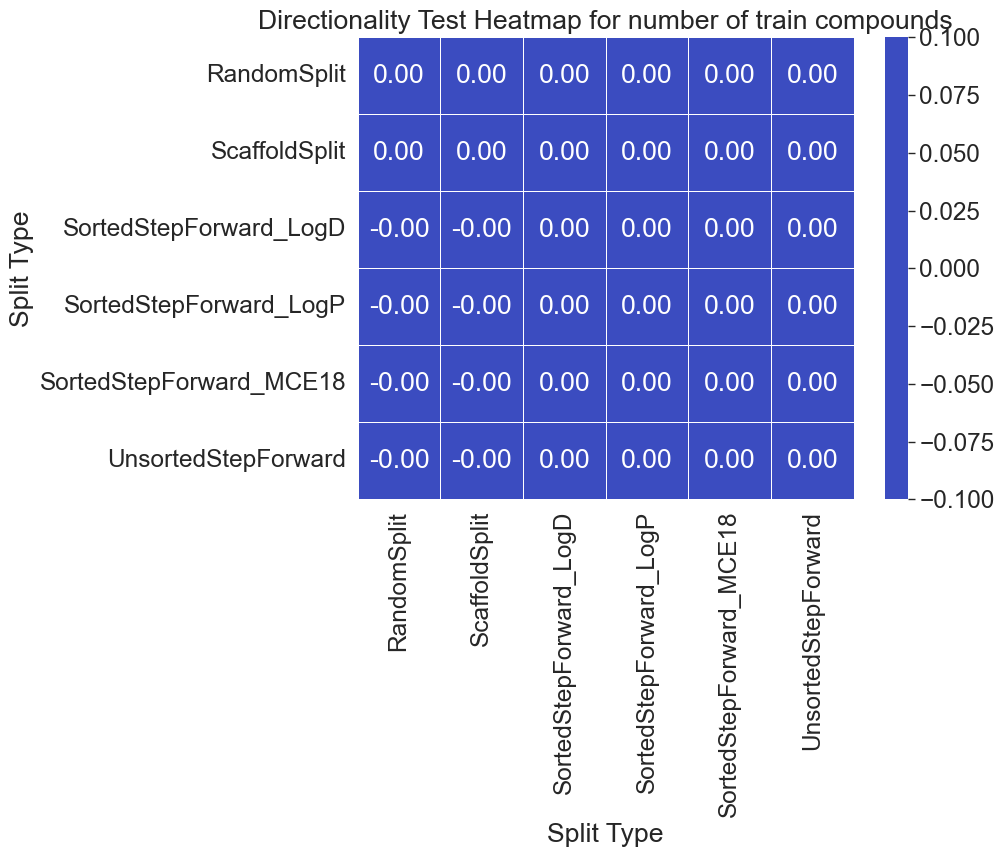 Directionality Test Heatmap for number of train compounds
Split Type
RandomSplit 0.00 0.00 0.00 0.00 0.00 0.00
ScaffoldSplit 0.00 0.00 0.00 0.00 0.00 0.00
SortedStepForward_LogD -0.00 -0.00 0.00 0.00 0.00 0.00
SortedStepForward_LogP -0.00 -0.00 0.00 0.00 0.00 0.00
SortedStepForward_MCE18 -0.00 -0.00 0.00 0.00 0.00 0.00
UnsortedStepForward -0.00 -0.00 0.00 0.00 0.00 0.00
RandomSplit
ScaffoldSplit
SortedStepForward_LogD
SortedStepForward_LogP
SortedStepForward_MCE18
UnsortedStepForward
Split Type
0.100
0.075
0.050
0.025
0.000
−0.025
−0.050
−0.075
−0.100